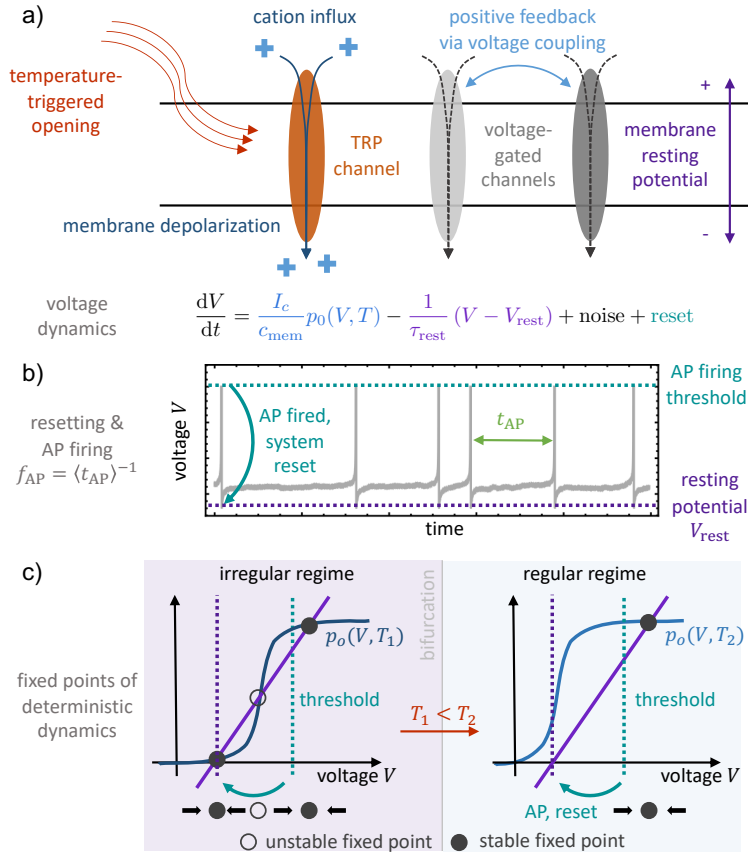 a)
cation influx
positive feedback
via voltage coupling
temperature-
triggered
opening
+
TRP
channel
voltage-
gated
channels
membrane
resting
potential
membrane depolarization
-
voltage
dynamics
dV/dt = I_c/c_mem p_0(V, T) − 1/τ_rest (V − V_rest) + noise + reset
b)
AP firing
threshold
resetting &
AP firing
f_AP = ⟨t_AP⟩⁻¹
voltage V
AP fired,
system
reset
t_AP
resting
potential
V_rest
time
c)
irregular regime
regular regime
bifurcation
p_o(V, T_1)
p_o(V, T_2)
fixed points of
deterministic
dynamics
threshold
T_1 < T_2
threshold
voltage V
voltage V
AP, reset
unstable fixed point
stable fixed point